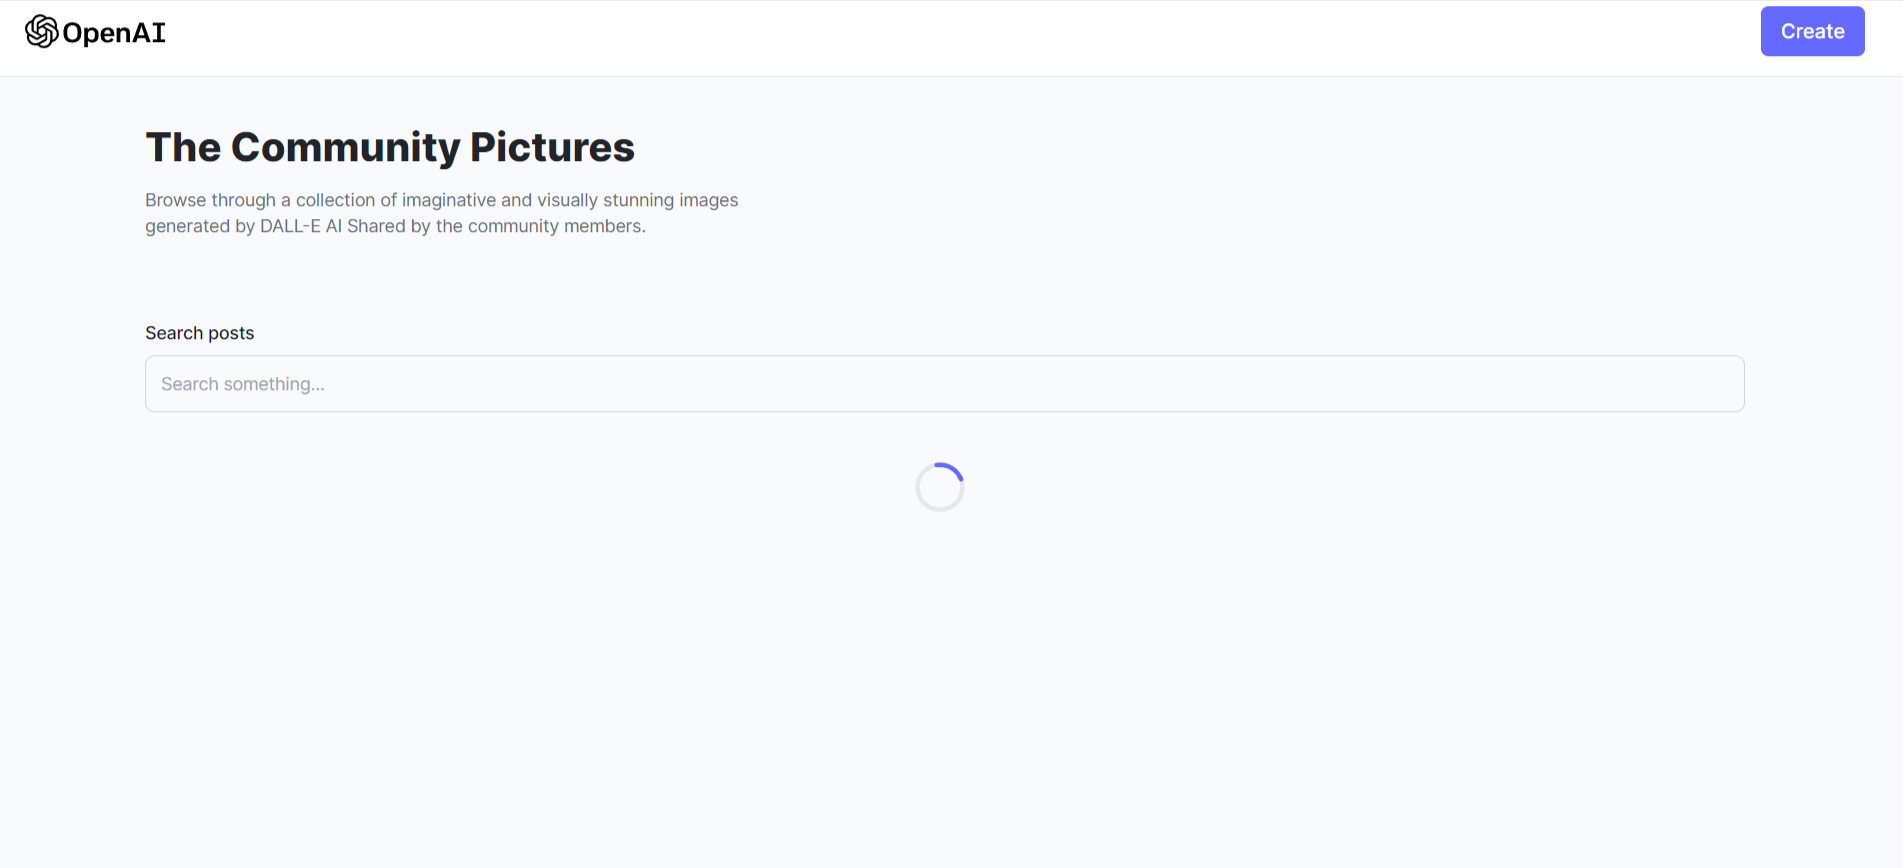 OpenAI
Create
The Community Pictures
Browse through a collection of imaginative and visually stunning images
generated by DALL-E AI Shared by the community members.
Search posts
Search something...